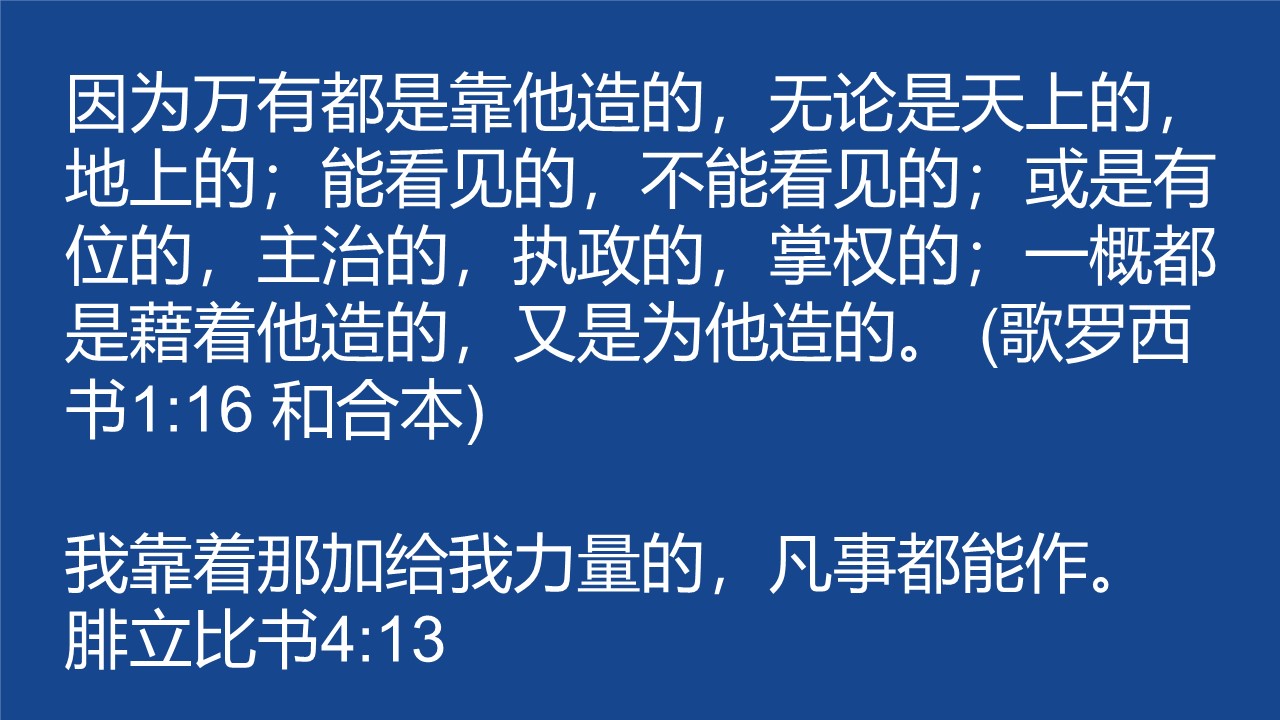 因为万有都是靠他造的，无论是天上的，
地上的；能看见的，不能看见的；或是有
位的，主治的，执政的，掌权的；一概都
是藉着他造的，又是为他造的。 (歌罗西
书1:16 和合本)
我靠着那加给我力量的，凡事都能作。
腓立比书4:13